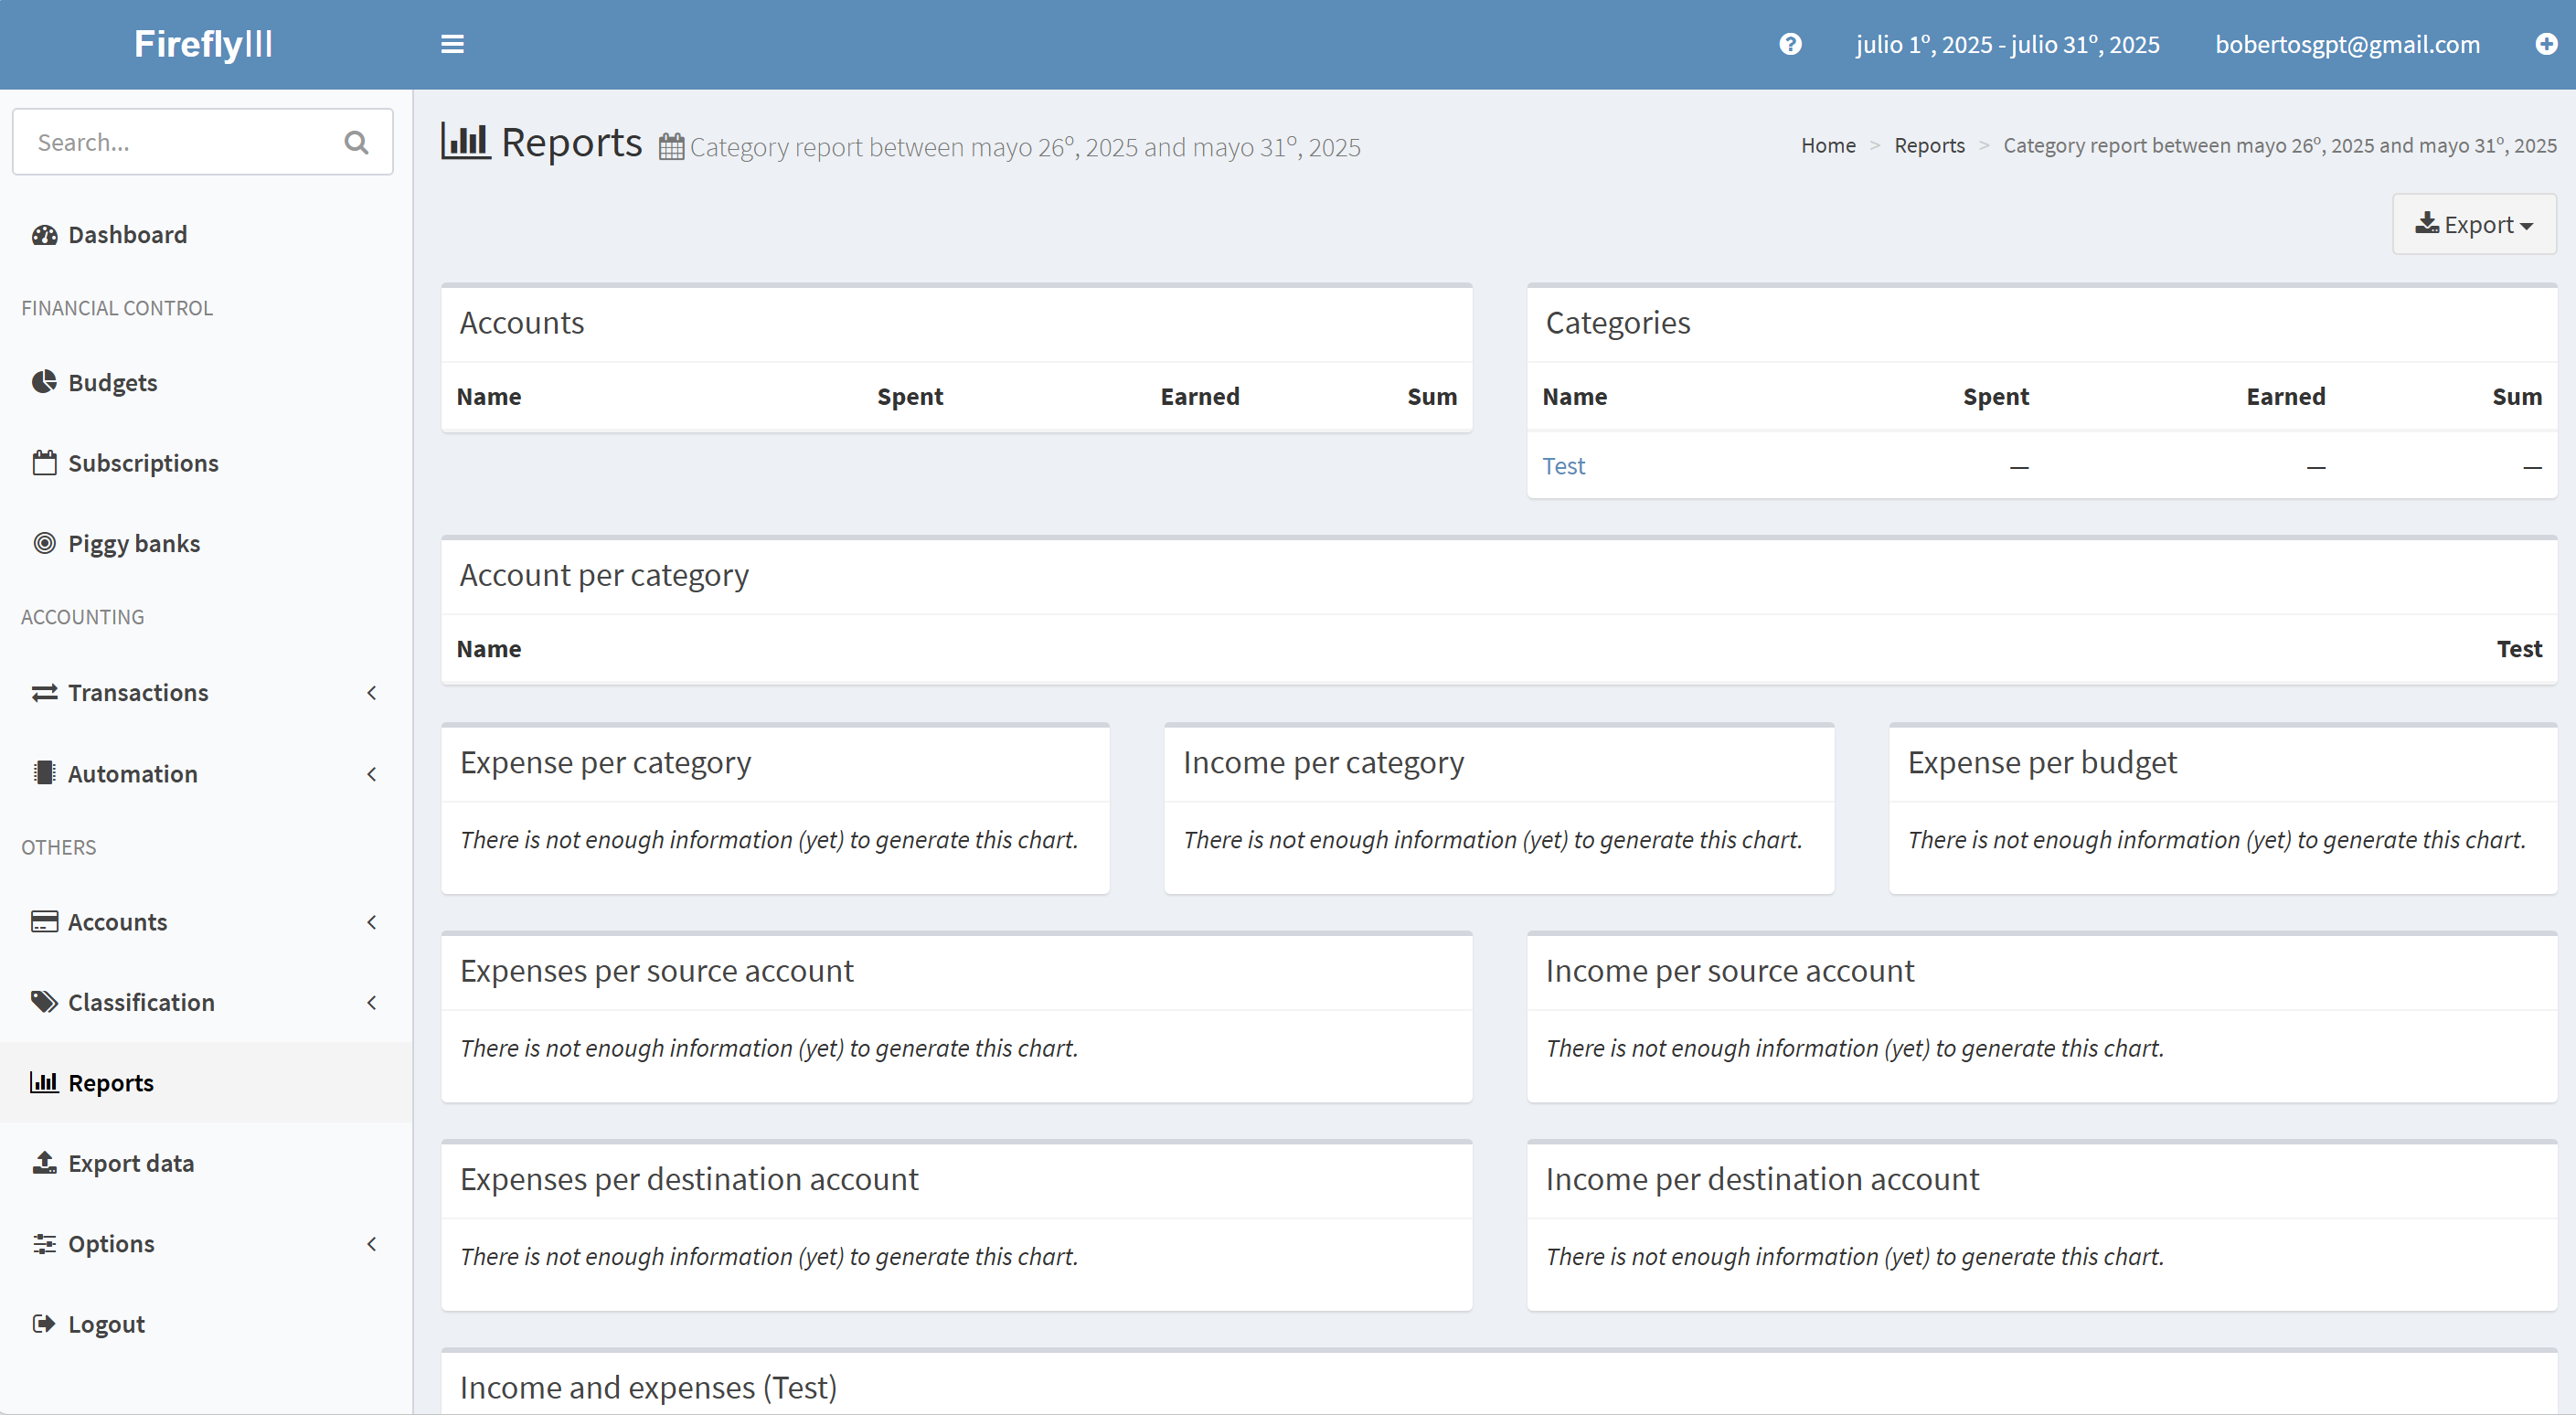 FireflyIII
julio 1º, 2025 - julio 31º, 2025
bobertosgpt@gmail.com
Search...
Dashboard
FINANCIAL CONTROL
Budgets
Subscriptions
Piggy banks
ACCOUNTING
Transactions
Automation
OTHERS
Accounts
Classification
Reports
Export data
Options
Logout
Reports Category report between mayo 26º, 2025 and mayo 31º, 2025
Home > Reports > Category report between mayo 26º, 2025 and mayo 31º, 2025
Export
Accounts
Name Spent Earned Sum
Categories
Name Spent Earned Sum
Test — — —
Account per category
Name Test
Expense per category
There is not enough information (yet) to generate this chart.
Income per category
There is not enough information (yet) to generate this chart.
Expense per budget
There is not enough information (yet) to generate this chart.
Expenses per source account
There is not enough information (yet) to generate this chart.
Income per source account
There is not enough information (yet) to generate this chart.
Expenses per destination account
There is not enough information (yet) to generate this chart.
Income per destination account
There is not enough information (yet) to generate this chart.
Income and expenses (Test)